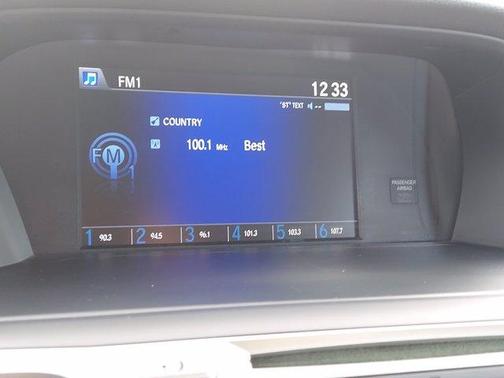 FM1 12 33
"ST" TEXT --
COUNTRY
FM 1 100.1 MHz Best
PASSENGER
AIRBAG
1 90.3 2 94.5 3 96.1 4 101.3 5 103.3 6 107.7